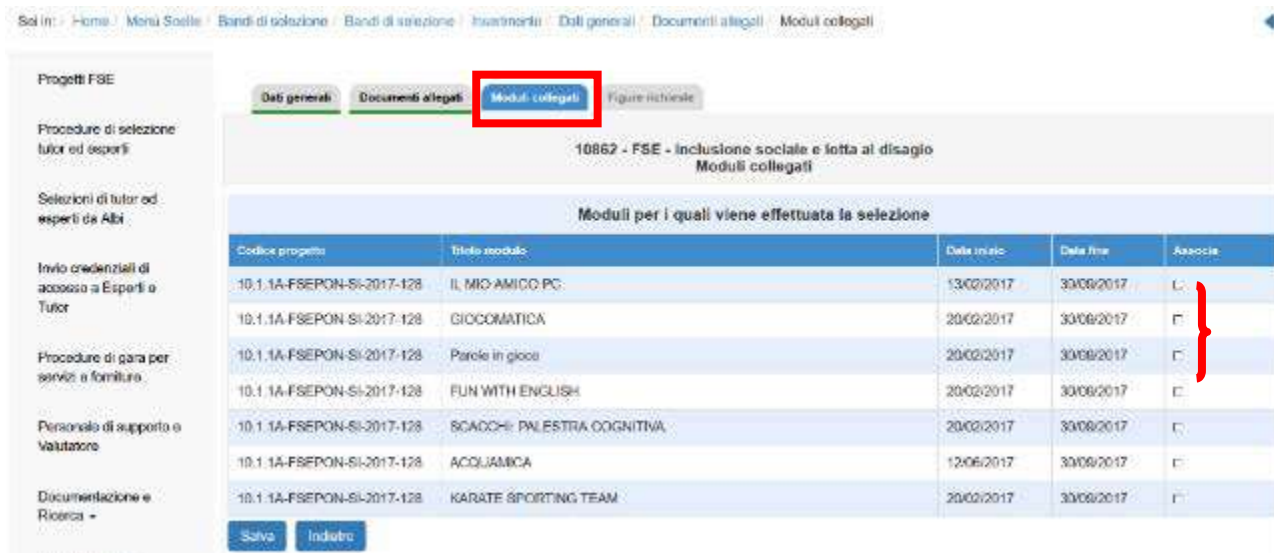 Sei in: Home / Menù Scelte / Bandi di selezione / Bandi di selezione / Inserimento / Dati generali / Documenti allegati / Moduli collegati
Progetti FSE
Procedure di selezione
tutor ed esperti
Selezioni di tutor ed
esperti da Albi
Invio credenziali di
accesso a Esperti e
Tutor
Procedure di gara per
servizi e forniture
Personale di supporto e
Valutatore
Documentazione e
Ricerca
Dati generali Documenti allegati Moduli collegati Figure richieste
10862 - FSE - Inclusione sociale e lotta al disagio
Moduli collegati
Moduli per i quali viene effettuata la selezione
Codice progetto Titolo modulo Data inizio Data fine Associa
10.1.1A-FSEPON-SI-2017-128 IL MIO AMICO PC 13/02/2017 30/09/2017
10.1.1A-FSEPON-SI-2017-128 GIOCOMATICA 20/02/2017 30/09/2017
10.1.1A-FSEPON-SI-2017-128 Parole in gioco 20/02/2017 30/09/2017
10.1.1A-FSEPON-SI-2017-128 FUN WITH ENGLISH 20/02/2017 30/09/2017
10.1.1A-FSEPON-SI-2017-128 SCACCHI: PALESTRA COGNITIVA 20/02/2017 30/09/2017
10.1.1A-FSEPON-SI-2017-128 ACQUAMICA 12/06/2017 30/09/2017
10.1.1A-FSEPON-SI-2017-128 KARATE SPORTING TEAM 20/02/2017 30/09/2017
Salva Indietro